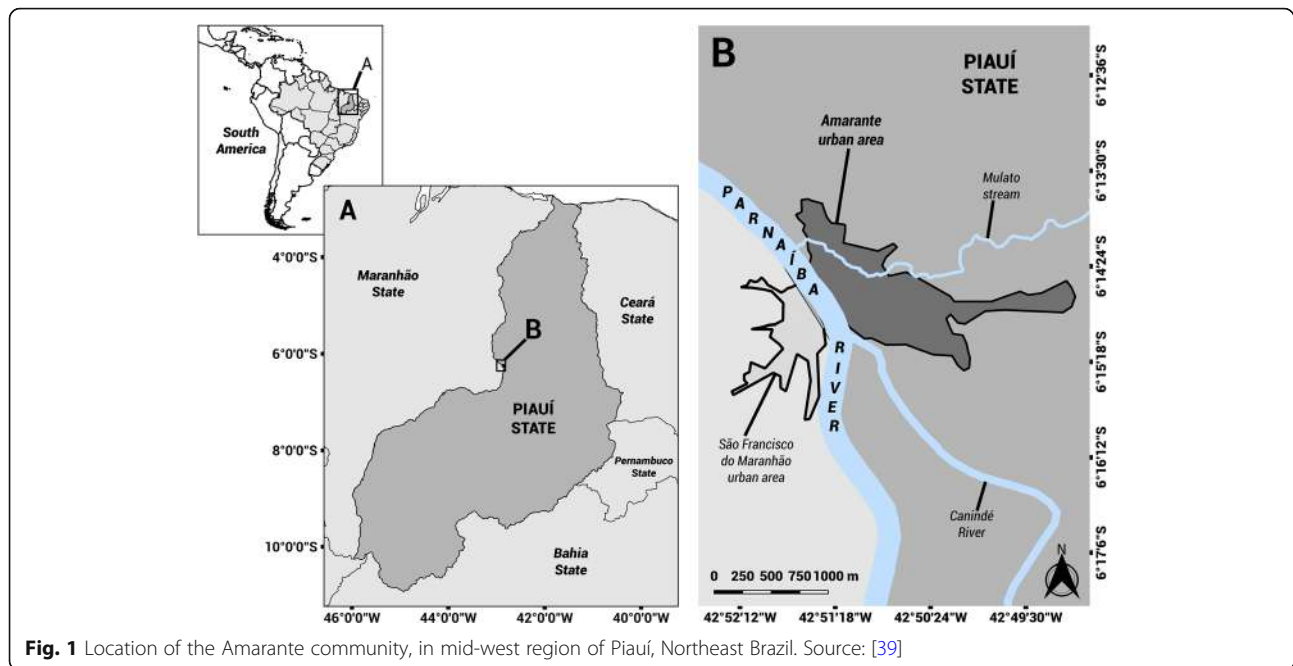 A
South
America
A
4°0'0"S
6°0'0"S
8°0'0"S
10°0'0"S
Maranhão
State
Ceará
State
B
PIAUÍ
STATE
Pernambuco
State
Bahia
State
46°0'0"W
44°0'0"W
42°0'0"W
40°0'0"W
B
PIAUÍ
STATE
Amarante
urban area
Mulato
stream
PARNAÍBA
RIVER
São Francisco
do Maranhão
urban area
Canindé
River
N
0 250 500 750 1000 m
6°12'36"S
6°13'30"S
6°14'24"S
6°15'18"S
6°16'12"S
6°17'6"S
42°52'12"W
42°51'18"W
42°50'24"W
42°49'30"W
Fig. 1 Location of the Amarante community, in mid-west region of Piauí, Northeast Brazil. Source: [39]